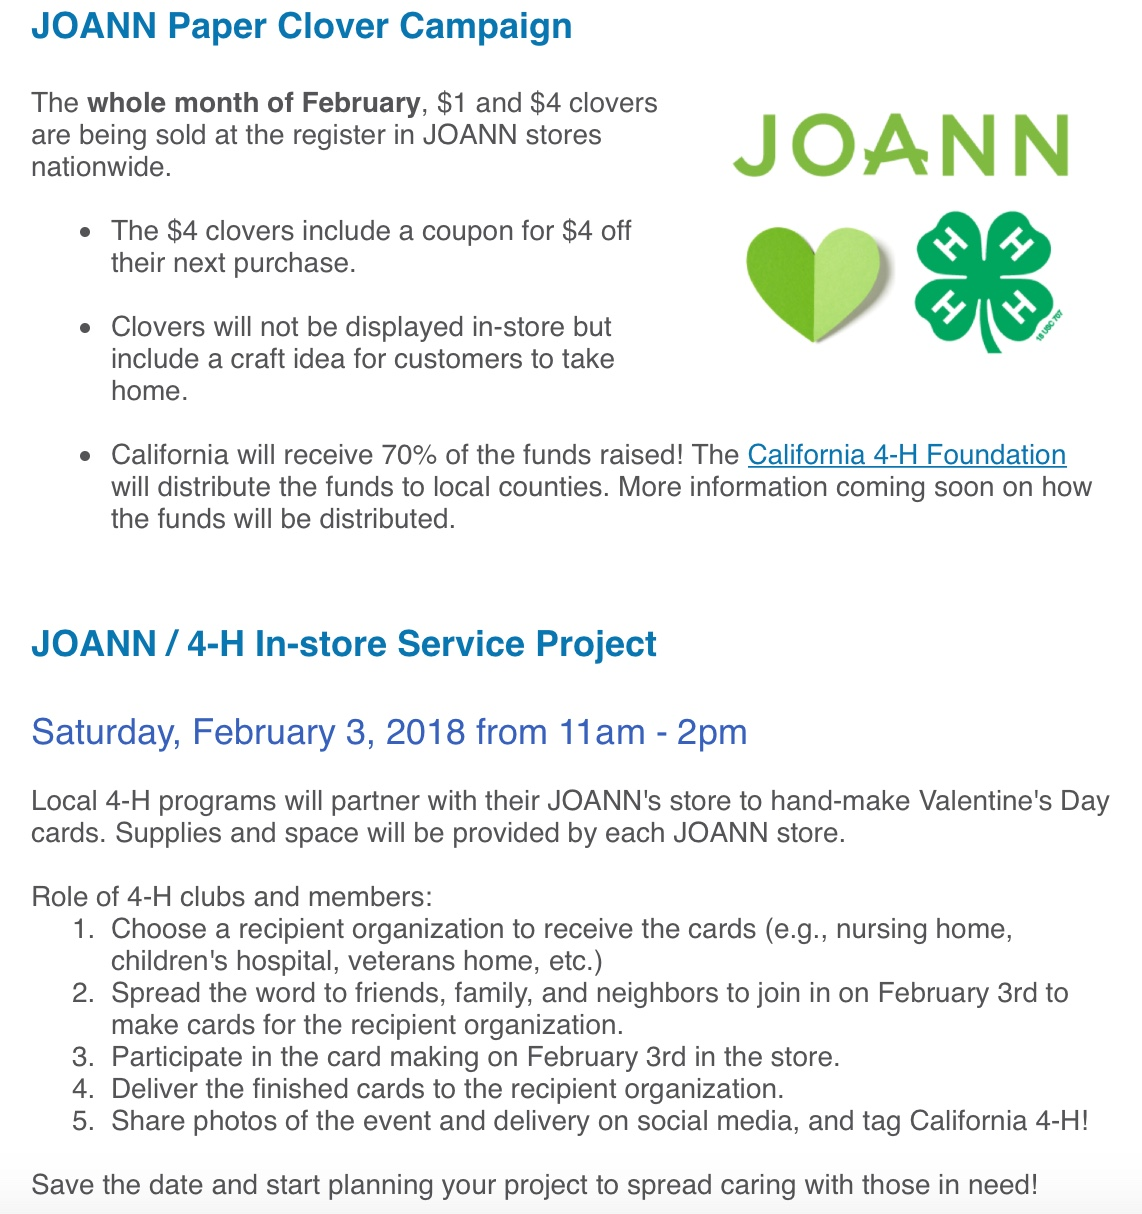 JOANN Paper Clover Campaign
The whole month of February, $1 and $4 clovers
are being sold at the register in JOANN stores
nationwide.
• The $4 clovers include a coupon for $4 off
their next purchase.
• Clovers will not be displayed in-store but
include a craft idea for customers to take
home.
JOANN
H H
H H
18 USC 707
• California will receive 70% of the funds raised! The California 4-H Foundation
will distribute the funds to local counties. More information coming soon on how
the funds will be distributed.
JOANN / 4-H In-store Service Project
Saturday, February 3, 2018 from 11am - 2pm
Local 4-H programs will partner with their JOANN's store to hand-make Valentine's Day
cards. Supplies and space will be provided by each JOANN store.
Role of 4-H clubs and members:
1. Choose a recipient organization to receive the cards (e.g., nursing home,
children's hospital, veterans home, etc.)
2. Spread the word to friends, family, and neighbors to join in on February 3rd to
make cards for the recipient organization.
3. Participate in the card making on February 3rd in the store.
4. Deliver the finished cards to the recipient organization.
5. Share photos of the event and delivery on social media, and tag California 4-H!
Save the date and start planning your project to spread caring with those in need!